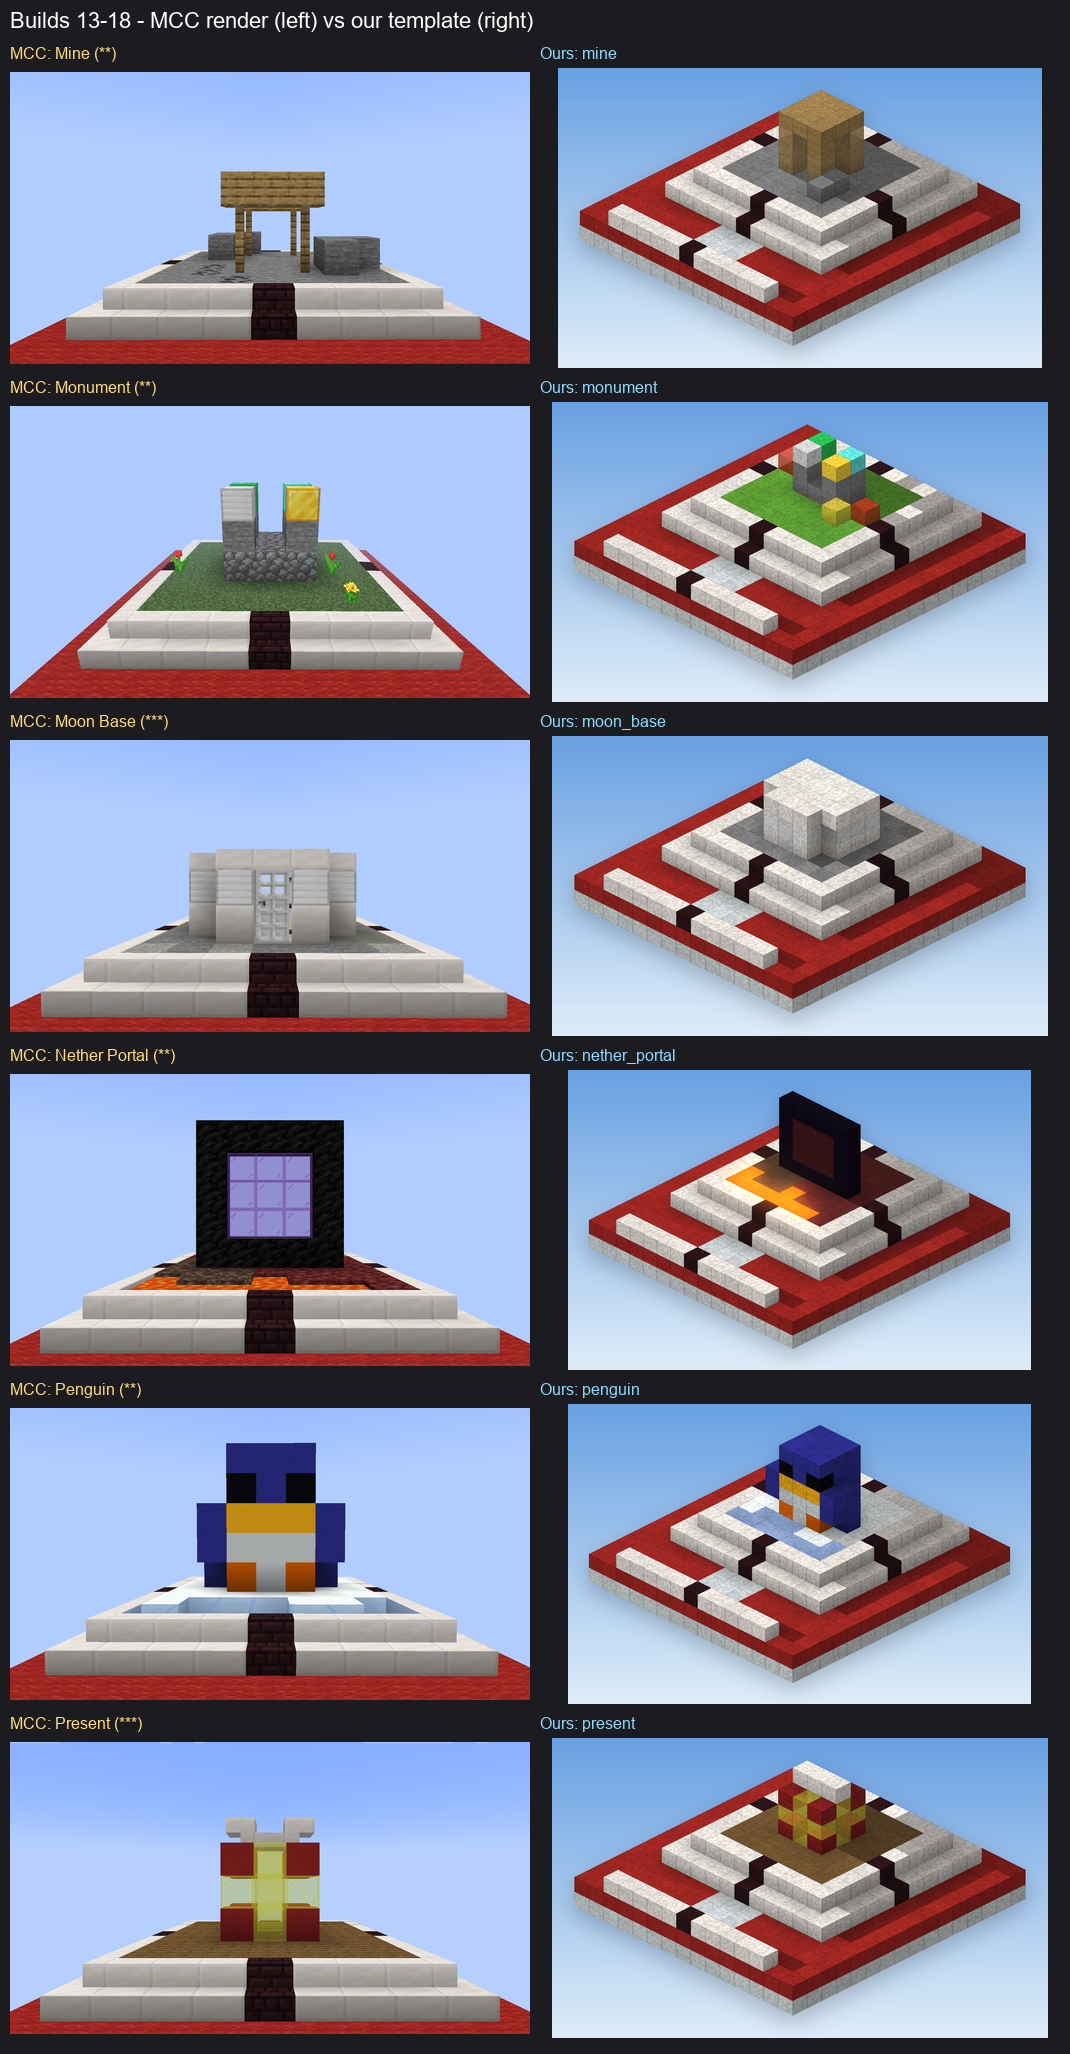 Builds 13-18 - MCC render (left) vs our template (right)
MCC: Mine (**)
Ours: mine
MCC: Monument (**)
Ours: monument
MCC: Moon Base (***)
Ours: moon_base
MCC: Nether Portal (**)
Ours: nether_portal
MCC: Penguin (**)
Ours: penguin
MCC: Present (***)
Ours: present